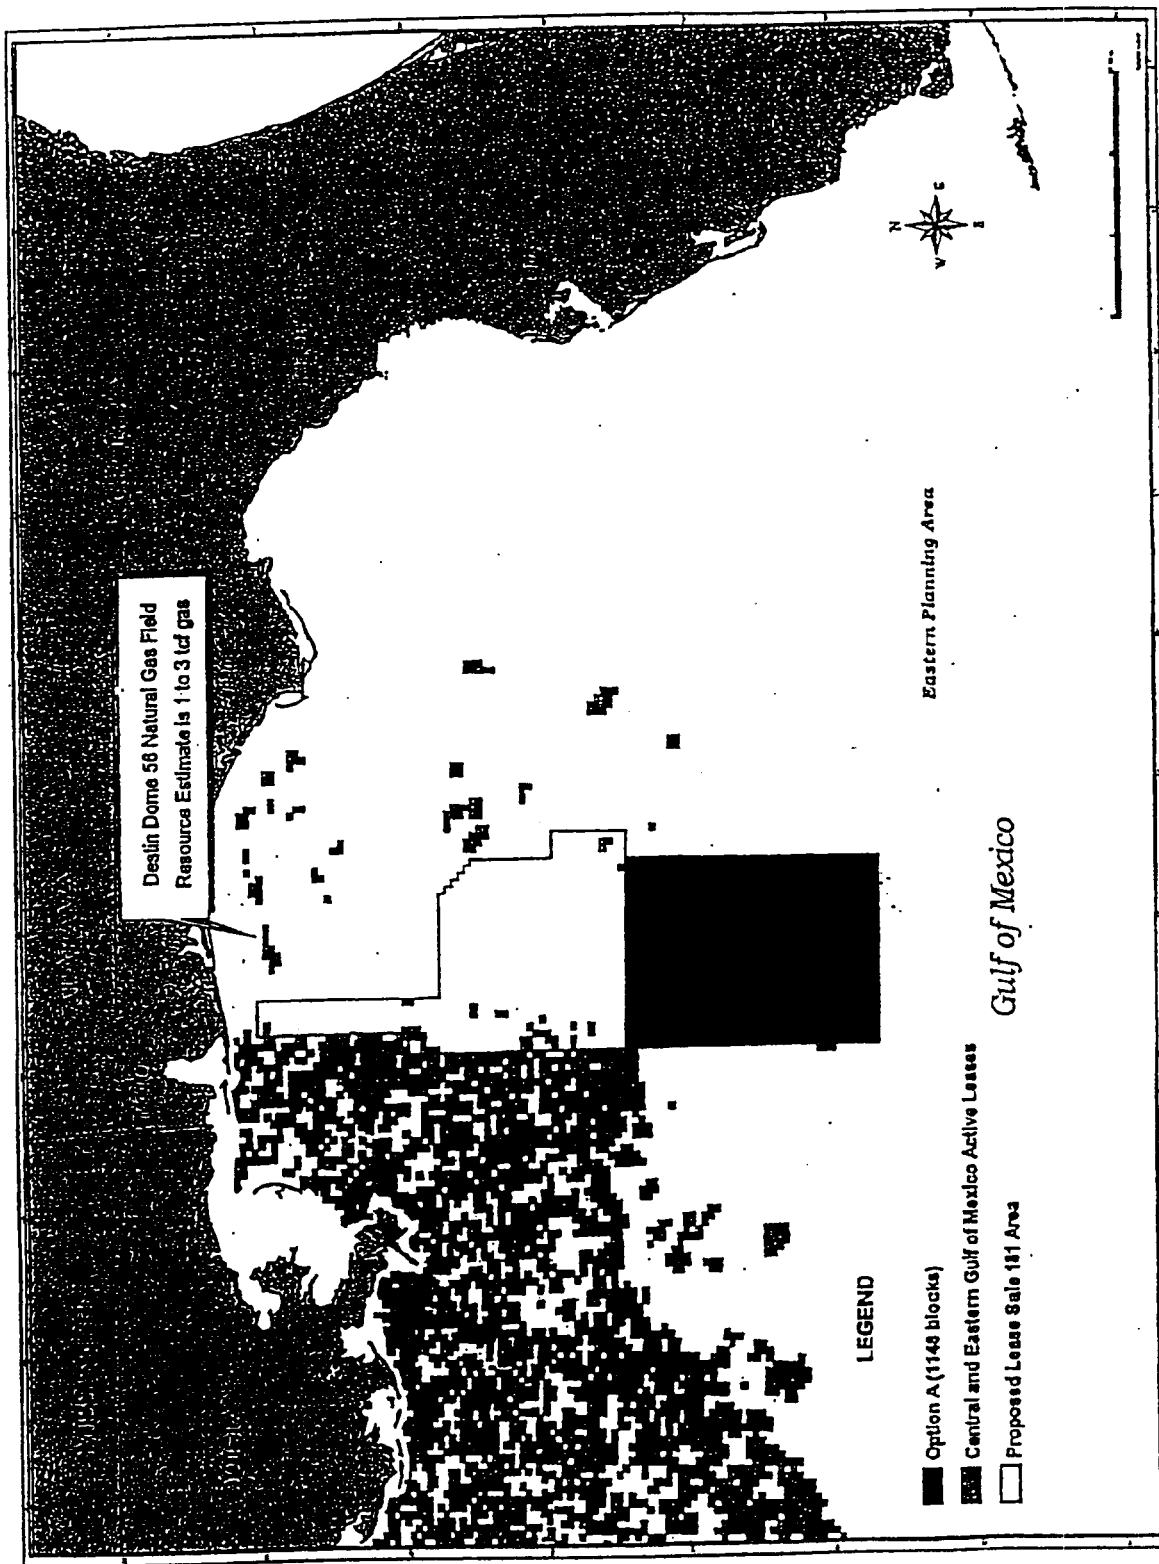 Destin Dome 56 Natural Gas Field
Resource Estimate is 1 to 3 tcf gas
N
W
E
S
Eastern Planning Area
Gulf of Mexico
LEGEND
Option A (1148 blocks)
Central and Eastern Gulf of Mexico Active Leases
Proposed Lease Sale 181 Area